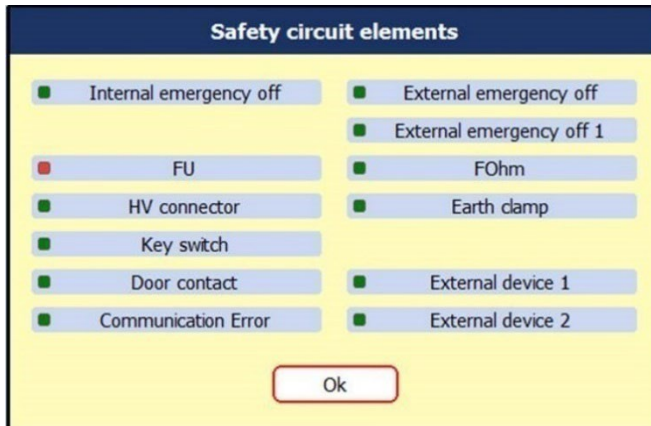 Safety circuit elements
Internal emergency off
External emergency off
External emergency off 1
FU
FOhm
HV connector
Earth clamp
Key switch
Door contact
External device 1
Communication Error
External device 2
Ok